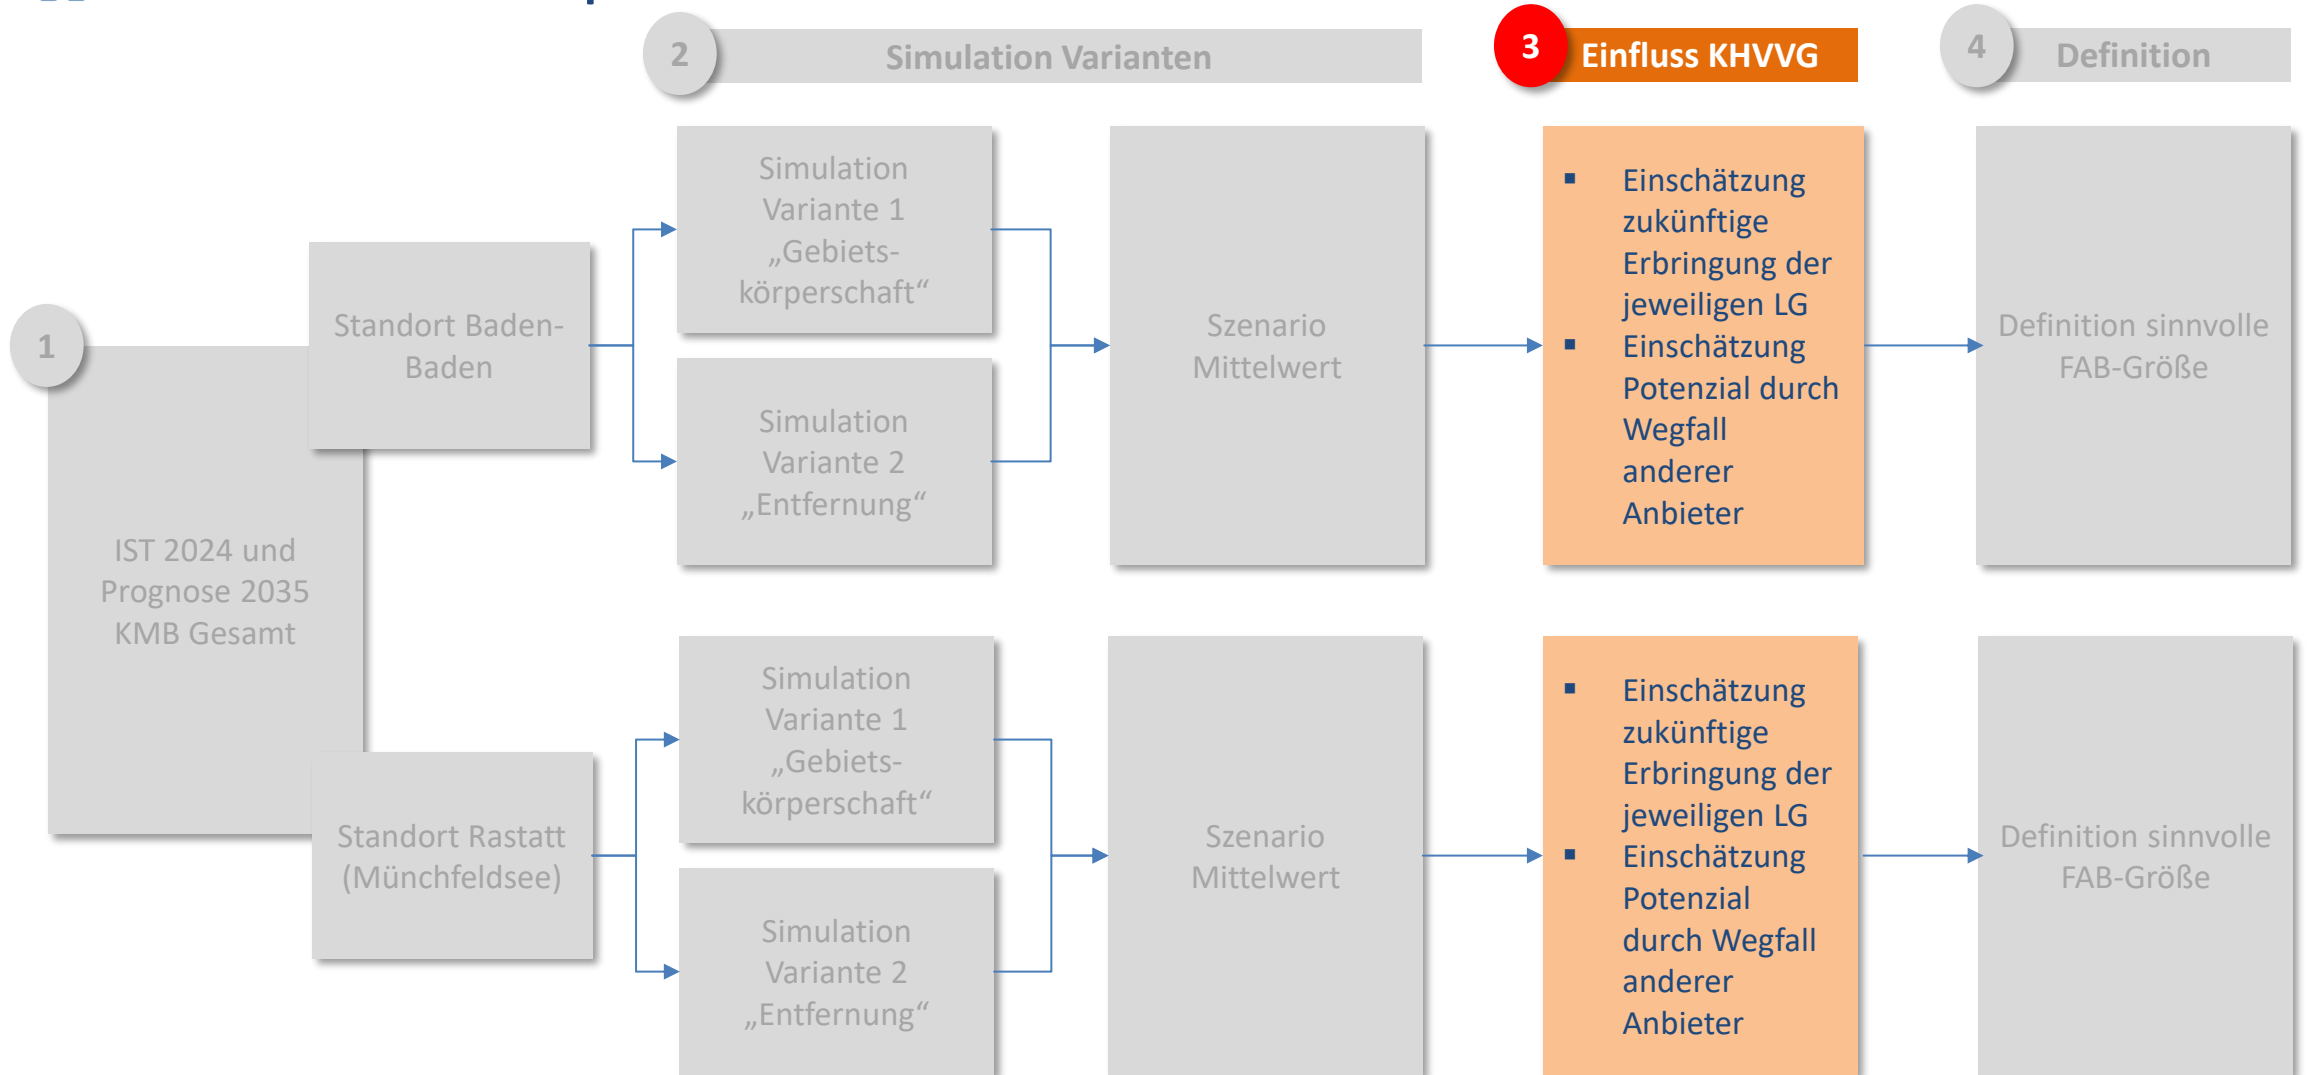 2
Simulation Varianten
3
Einfluss KHVVG
4
Definition
1
IST 2024 und
Prognose 2035
KMB Gesamt
Standort Baden-
Baden
Simulation
Variante 1
„Gebiets-
körperschaft“
Simulation
Variante 2
„Entfernung“
Szenario
Mittelwert
▪ Einschätzung
zukünftige
Erbringung der
jeweiligen LG
▪ Einschätzung
Potenzial durch
Wegfall
anderer
Anbieter
Definition sinnvolle
FAB-Größe
Standort Rastatt
(Münchfeldsee)
Simulation
Variante 1
„Gebiets-
körperschaft“
Simulation
Variante 2
„Entfernung“
Szenario
Mittelwert
▪ Einschätzung
zukünftige
Erbringung der
jeweiligen LG
▪ Einschätzung
Potenzial
durch Wegfall
anderer
Anbieter
Definition sinnvolle
FAB-Größe